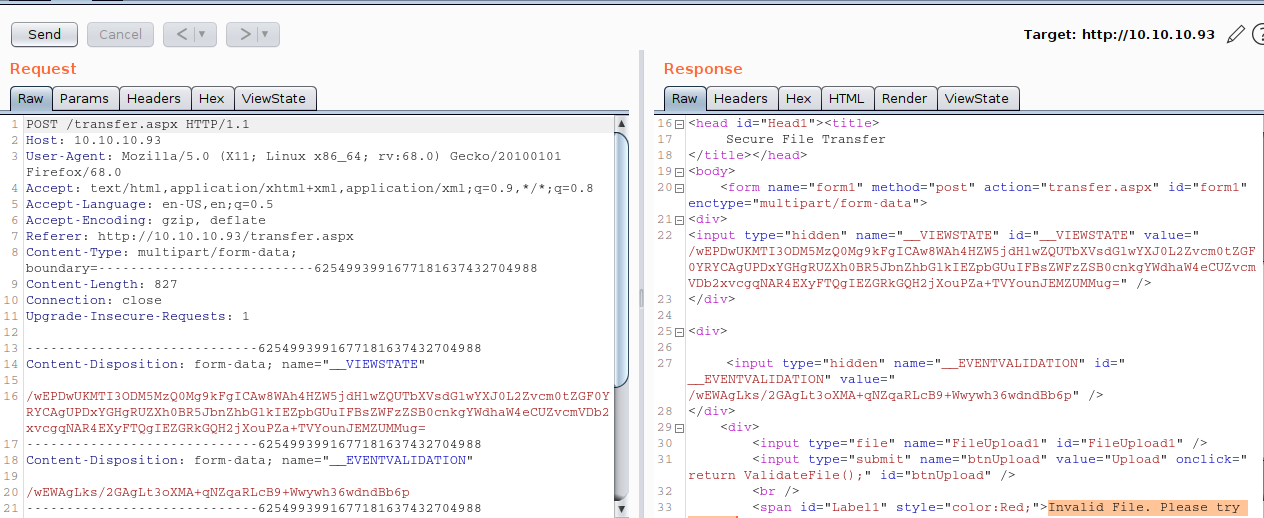 Send Cancel < > Target: http://10.10.10.93
Request
Raw Params Headers Hex ViewState
1 POST /transfer.aspx HTTP/1.1
2 Host: 10.10.10.93
3 User-Agent: Mozilla/5.0 (X11; Linux x86_64; rv:68.0) Gecko/20100101
Firefox/68.0
4 Accept: text/html,application/xhtml+xml,application/xml;q=0.9,*/*;q=0.8
5 Accept-Language: en-US,en;q=0.5
6 Accept-Encoding: gzip, deflate
7 Referer: http://10.10.10.93/transfer.aspx
8 Content-Type: multipart/form-data;
boundary=---------------------------62549939916771816374 32704988
9 Content-Length: 827
10 Connection: close
11 Upgrade-Insecure-Requests: 1
12
13 -----------------------------6254993991677181637432704988
14 Content-Disposition: form-data; name="__VIEWSTATE"
15
16 /wEPDwUKMTI3ODM5MzQ0Mg9kFgICAw8WAh4HZW5jdHlwZQUTbXVsdGlwYXJ0L2Zvcm0tZGF0Y
RYCAgUPDxYGHgRUZXh0BR5JbnZhbGlkIEZpbGUuIFBsZWFzZSB0cnkgYWdhaW4eCUZvcmVDb2
xvcgqNAR4EXyFTQgIEZGRkGQH2jXouPZa+TVYounJEMZUMMug=
17 -----------------------------6254993991677181637432704988
18 Content-Disposition: form-data; name="__EVENTVALIDATION"
19
20 /wEWAgLks/2GAgLt3oXMA+qNZqaRLcB9+Wwywh36wdndBb6p
21 -----------------------------6254993991677181637432704988
Response
Raw Headers Hex HTML Render ViewState
16 <head id="Head1"><title>
17 Secure File Transfer
18 </title></head>
19 <body>
20 <form name="form1" method="post" action="transfer.aspx" id="form1"
enctype="multipart/form-data">
21 <div>
22 <input type="hidden" name="__VIEWSTATE" id="__VIEWSTATE" value="
/wEPDwUKMTI3ODM5MzQ0Mg9kFgICAw8WAh4HZW5jdHlwZQUTbXVsdGlwYXJ0L2Zvcm0tZGF
0YRYCAgUPDxYGHgRUZXh0BR5JbnZhbGlkIEZpbGUuIFBsZWFzZSB0cnkgYWdhaW4eCUZvcm
VDb2xvcgqNAR4EXyFTQgIEZGRkGQH2jXouPZa+TVYounJEMZUMMug=" />
23 </div>
24
25 <div>
26
27 <input type="hidden" name="__EVENTVALIDATION" id="
__EVENTVALIDATION" value="
/wEWAgLks/2GAgLt3oXMA+qNZqaRLcB9+Wwywh36wdndBb6p" />
28 </div>
29 <div>
30 <input type="file" name="FileUpload1" id="FileUpload1" />
31 <input type="submit" name="btnUpload" value="Upload" onclick="
return ValidateFile();" id="btnUpload" />
32 <br />
33 <span id="Label1" style="color:Red;">Invalid File. Please try